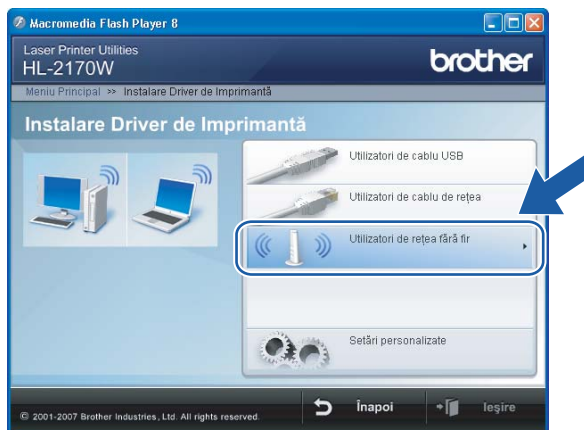 Macromedia Flash Player 8
Laser Printer Utilities
HL-2170W
brother
Meniu Principal >> Instalare Driver de Imprimantă
Instalare Driver de Imprimantă
Utilizatori de cablu USB
Utilizatori de cablu de rețea
Utilizatori de rețea fără fir
Setări personalizate
© 2001-2007 Brother Industries, Ltd. All rights reserved.
Înapoi
Ieşire